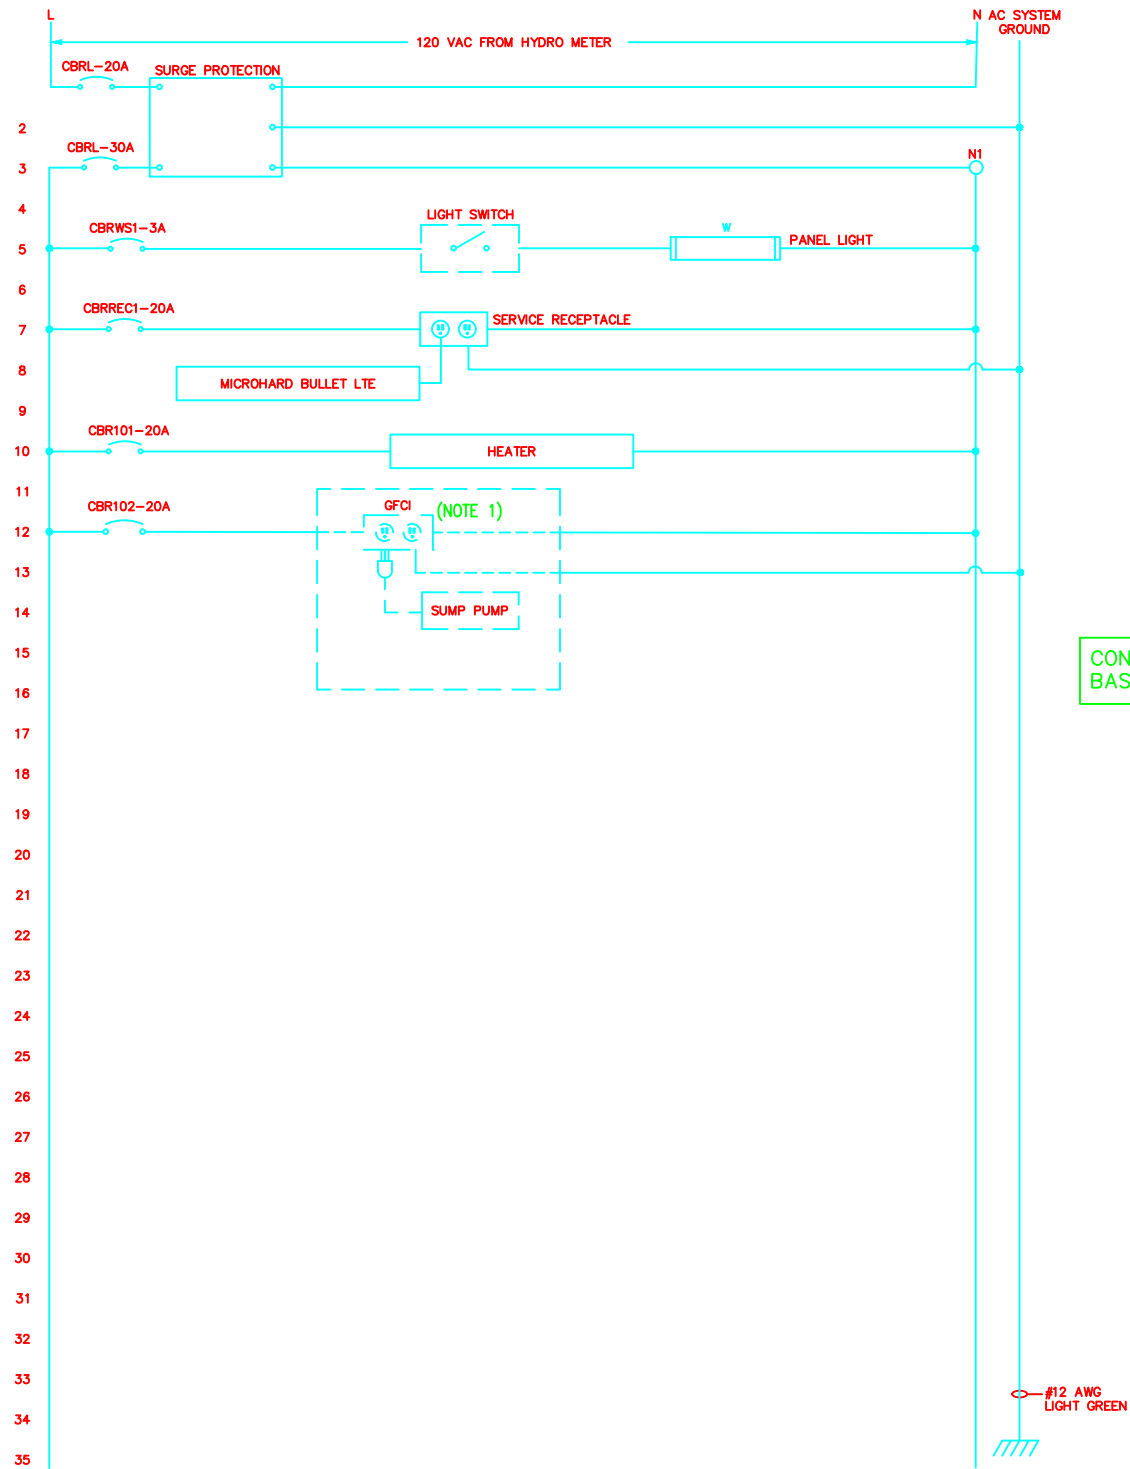 L
N AC SYSTEM
GROUND
120 VAC FROM HYDRO METER
CBRL-20A
SURGE PROTECTION
2
CBRL-30A
3
N1
4
LIGHT SWITCH
CBRWS1-3A
W
PANEL LIGHT
5
6
CBRREC1-20A
SERVICE RECEPTACLE
7
8
MICROHARD BULLET LTE
9
CBR101-20A
10
HEATER
11
CBR102-20A
GFCI
(NOTE 1)
12
13
14
SUMP PUMP
15
CON
BAS
16
17
18
19
20
21
22
23
24
25
26
27
28
29
30
31
32
33
#12 AWG
LIGHT GREEN
34
35